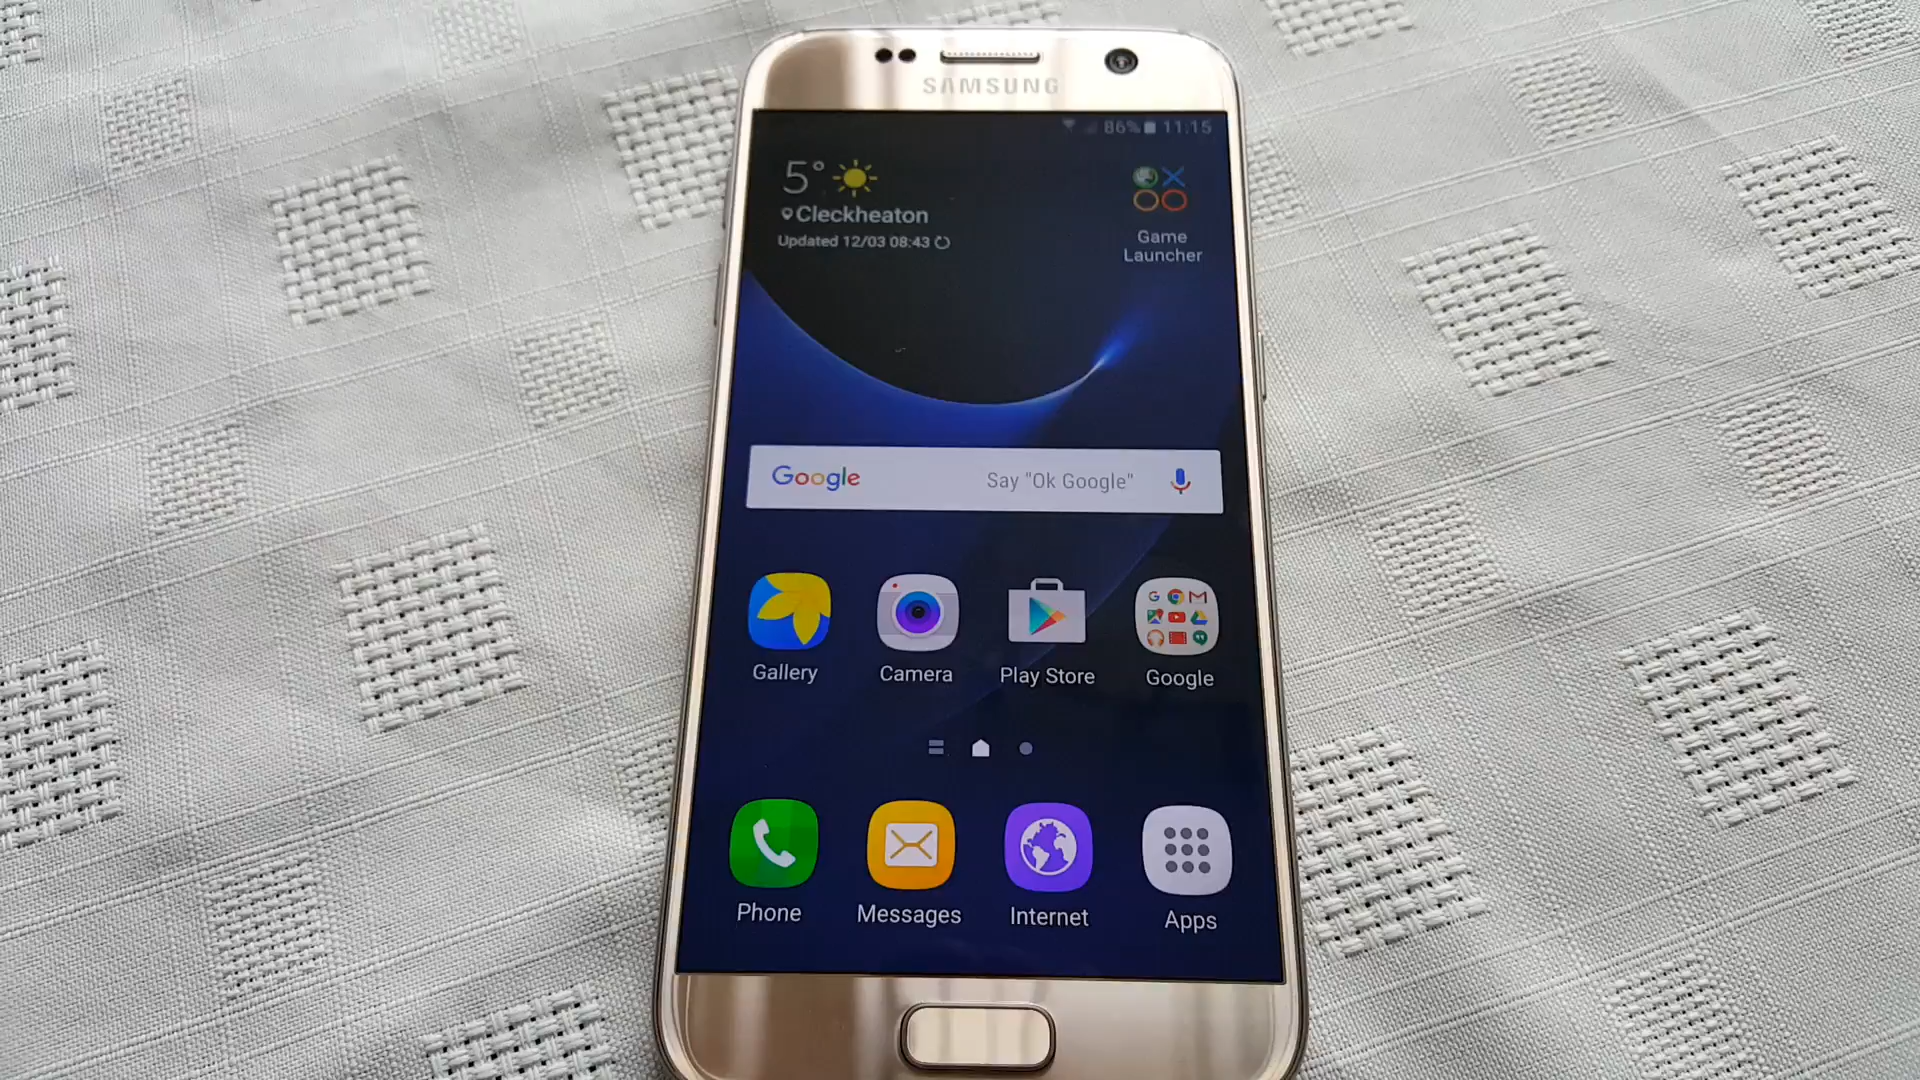 SAMSUNG
86% 11:15
5°
Cleckheaton
Updated 12/03 08:43
Game
Launcher
Google Say "Ok Google"
Gallery Camera Play Store Google
Phone Messages Internet Apps